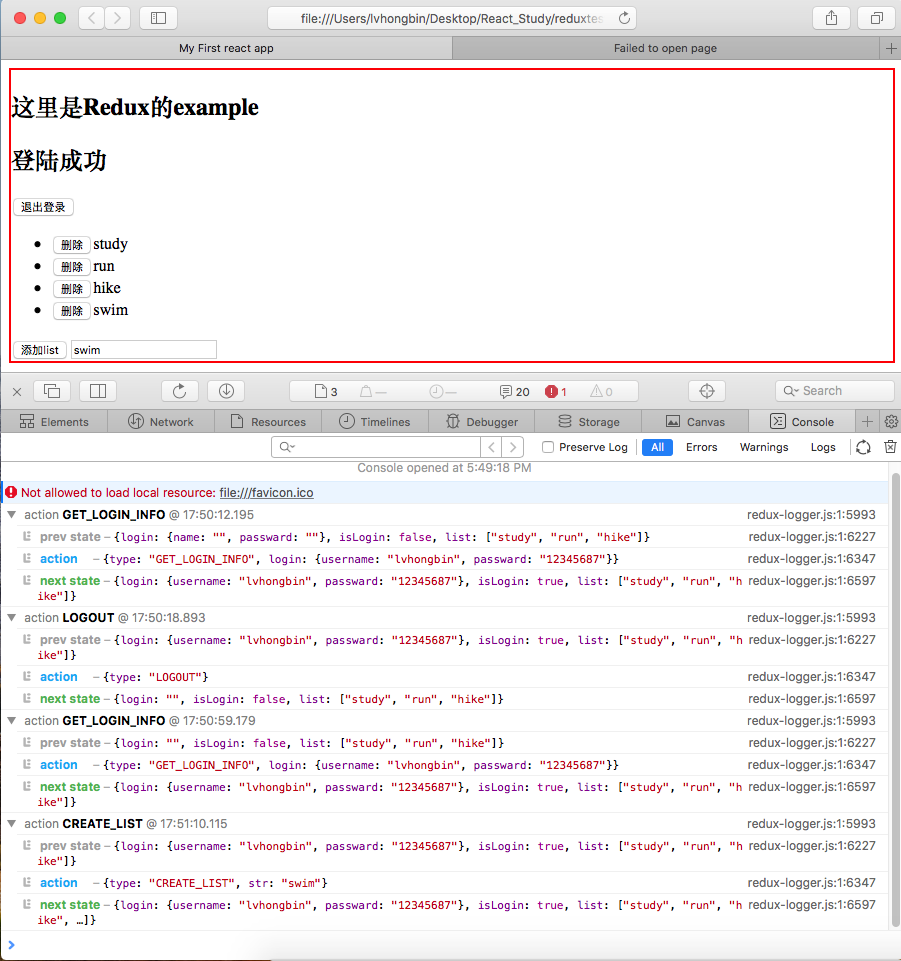 file:///Users/lvhongbin/Desktop/React_Study/reduxtes
My First react app
Failed to open page
这里是Redux的example
登陆成功
退出登录
删除 study
删除 run
删除 hike
删除 swim
添加list swim
3 — — 20 1 0 Search
Elements Network Resources Timelines Debugger Storage Canvas Console
Preserve Log All Errors Warnings Logs
Console opened at 5:49:18 PM
Not allowed to load local resource: file:///favicon.ico
action GET_LOGIN_INFO @ 17:50:12.195 redux-logger.js:1:5993
prev state – {login: {name: "", passward: ""}, isLogin: false, list: ["study", "run", "hike"]} redux-logger.js:1:6227
action – {type: "GET_LOGIN_INFO", login: {username: "lvhongbin", passward: "12345687"}} redux-logger.js:1:6347
next state – {login: {username: "lvhongbin", passward: "12345687"}, isLogin: true, list: ["study", "run", "h redux-logger.js:1:6597
ike"]}
action LOGOUT @ 17:50:18.893 redux-logger.js:1:5993
prev state – {login: {username: "lvhongbin", passward: "12345687"}, isLogin: true, list: ["study", "run", "h redux-logger.js:1:6227
ike"]}
action – {type: "LOGOUT"} redux-logger.js:1:6347
next state – {login: "", isLogin: false, list: ["study", "run", "hike"]} redux-logger.js:1:6597
action GET_LOGIN_INFO @ 17:50:59.179 redux-logger.js:1:5993
prev state – {login: "", isLogin: false, list: ["study", "run", "hike"]} redux-logger.js:1:6227
action – {type: "GET_LOGIN_INFO", login: {username: "lvhongbin", passward: "12345687"}} redux-logger.js:1:6347
next state – {login: {username: "lvhongbin", passward: "12345687"}, isLogin: true, list: ["study", "run", "h redux-logger.js:1:6597
ike"]}
action CREATE_LIST @ 17:51:10.115 redux-logger.js:1:5993
prev state – {login: {username: "lvhongbin", passward: "12345687"}, isLogin: true, list: ["study", "run", "h redux-logger.js:1:6227
ike"]}
action – {type: "CREATE_LIST", str: "swim"} redux-logger.js:1:6347
next state – {login: {username: "lvhongbin", passward: "12345687"}, isLogin: true, list: ["study", "run", "h redux-logger.js:1:6597
ike", …]}